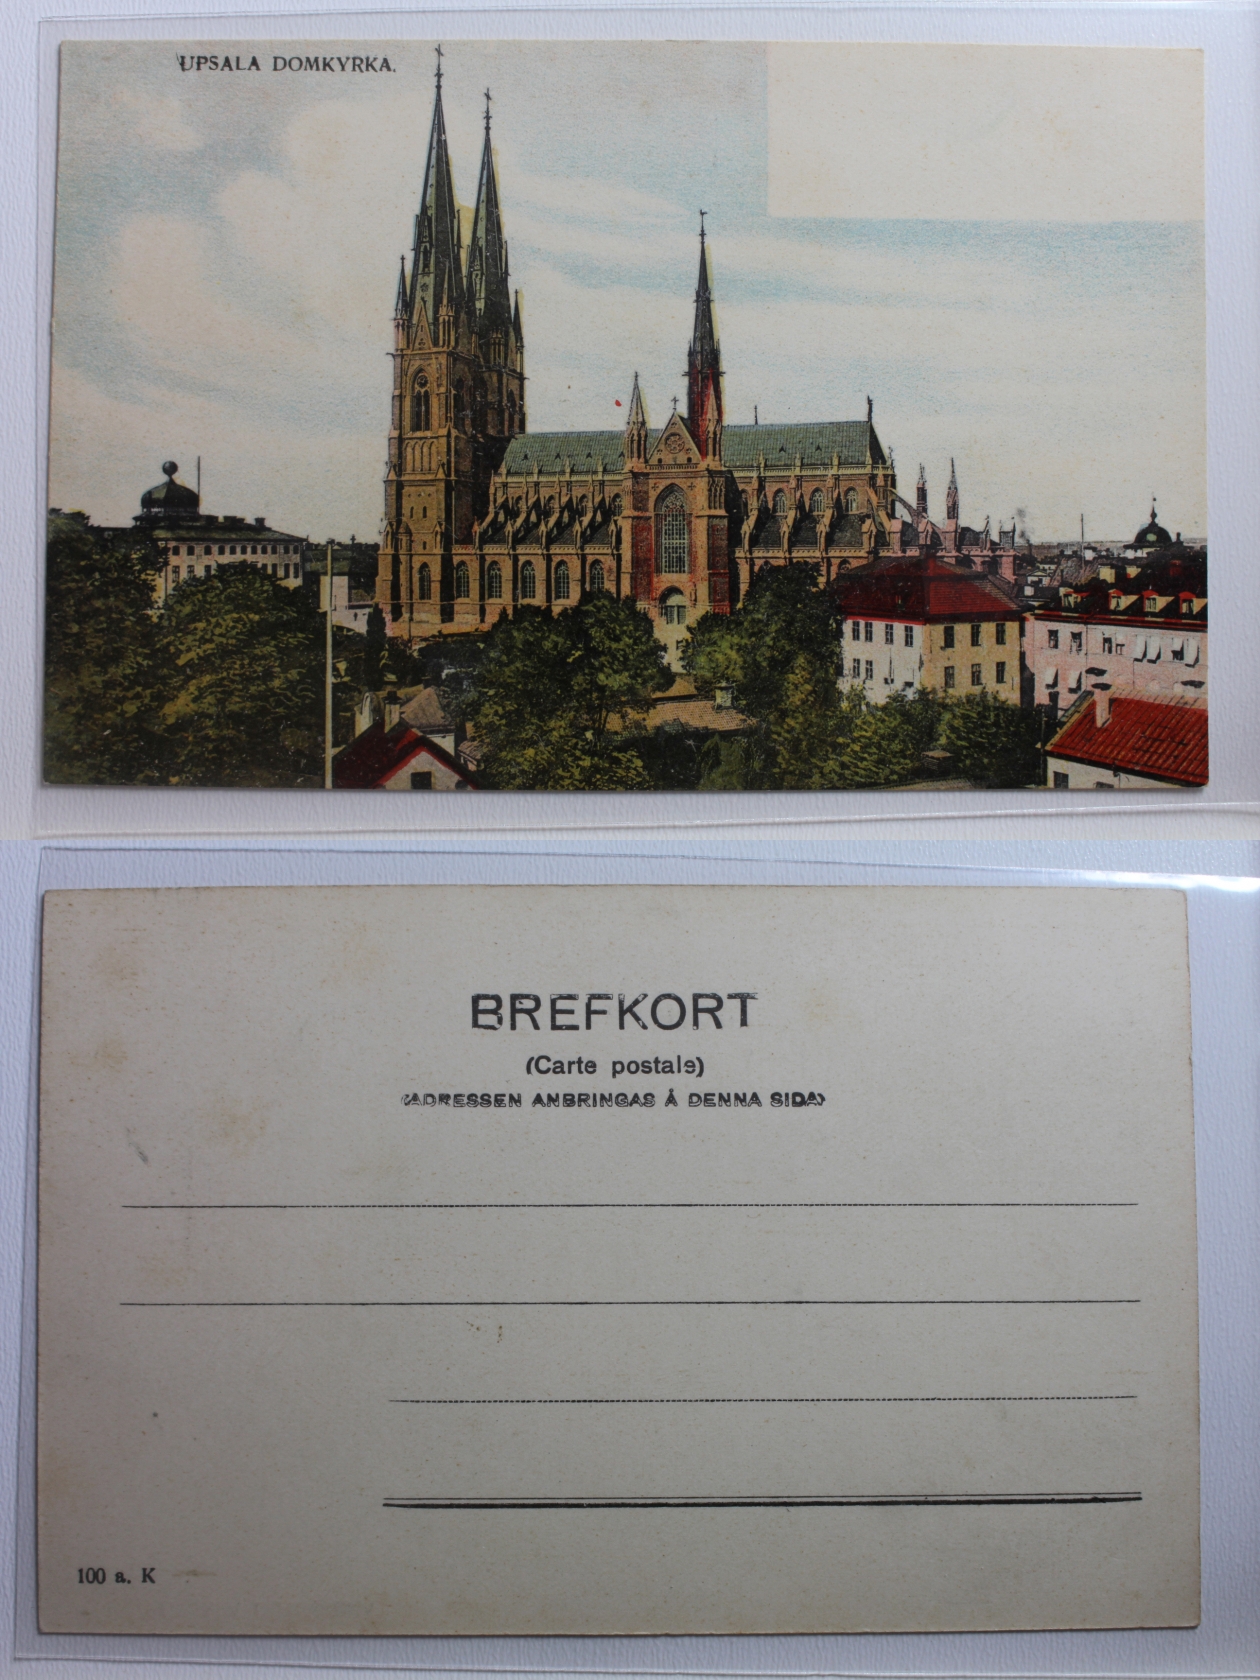 UPSALA DOMKYRKA.
BREFKORT
(Carte postale)
(ADRESSEN ANBRINGAS Å DENNA SIDA)
100 a. K